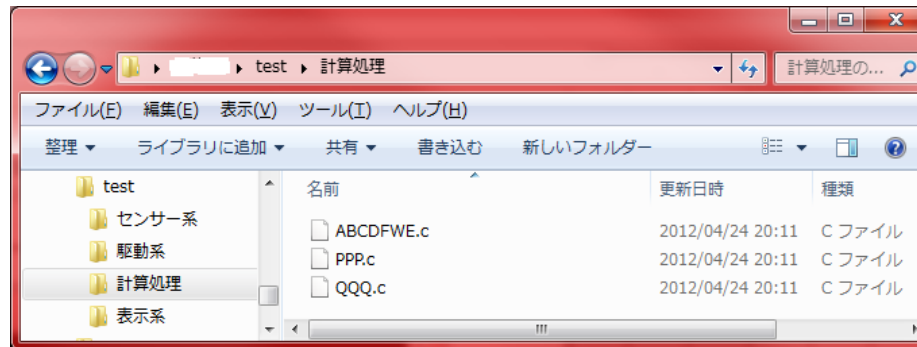 test ▸ 計算処理
計算処理の...
ファイル(F) 編集(E) 表示(V) ツール(T) ヘルプ(H)
整理 ▼ ライブラリに追加 ▼ 共有 ▼ 書き込む 新しいフォルダー
test
センサー系
駆動系
計算処理
表示系
名前 更新日時 種類
ABCDFWE.c 2012/04/24 20:11 C ファイル
PPP.c 2012/04/24 20:11 C ファイル
QQQ.c 2012/04/24 20:11 C ファイル